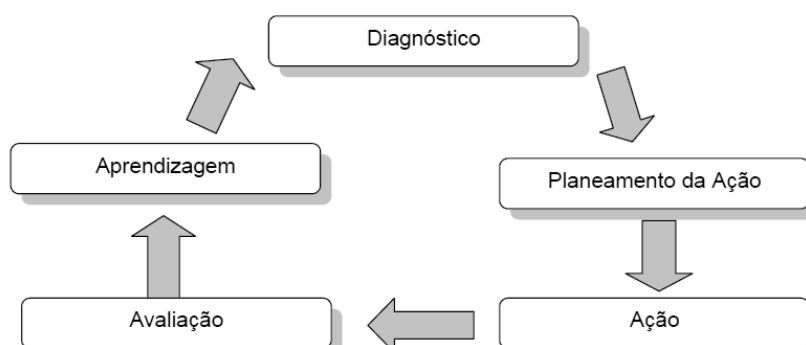 Diagnóstico
Planeamento da Ação
Ação
Avaliação
Aprendizagem